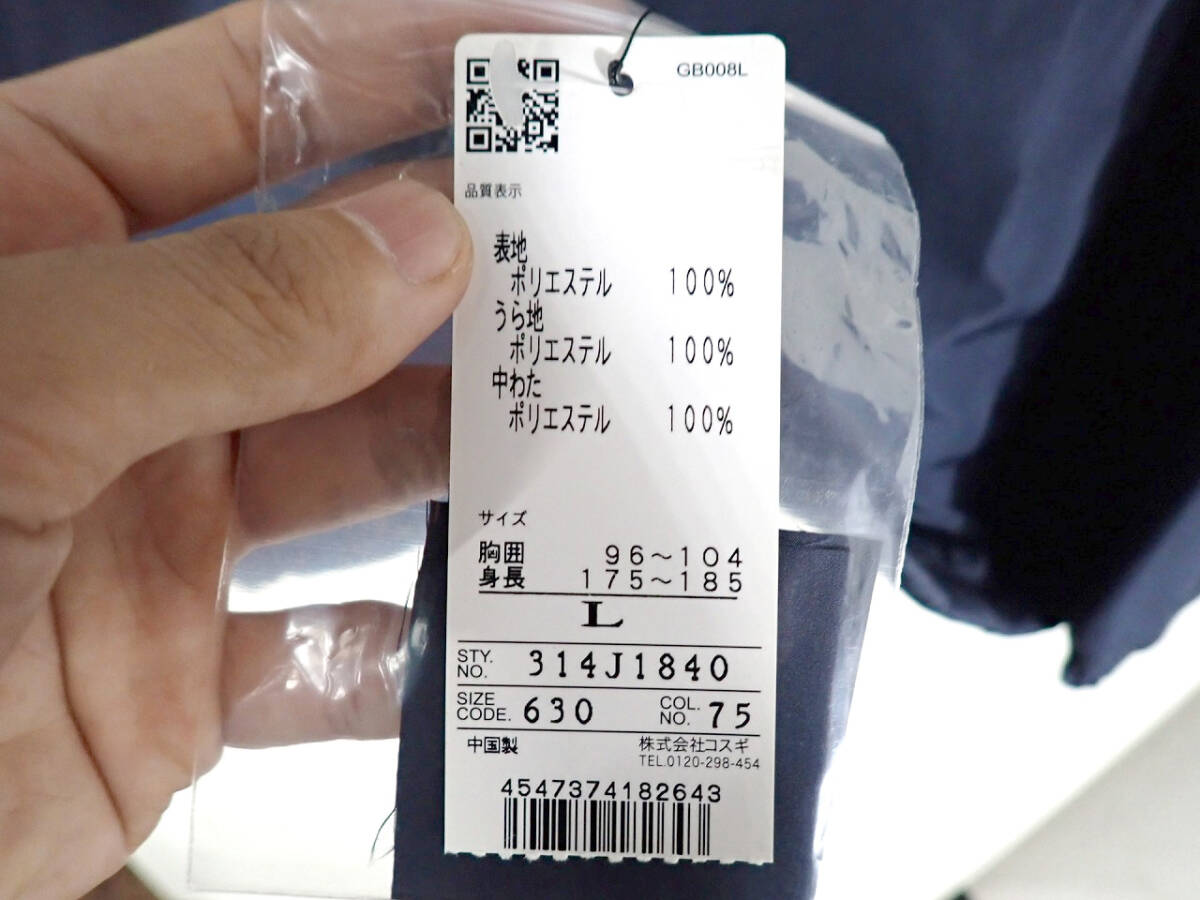 GB008L
品質表示
表地
ポリエステル 100%
うら地
ポリエステル 100%
中わた
ポリエステル 100%
サイズ
胸囲 96～104
身長 175～185
L
STY. NO. 314J1840
SIZE CODE. 630 COL. NO. 75
中国製 株式会社コスギ
TEL.0120-298-454
4547374182643